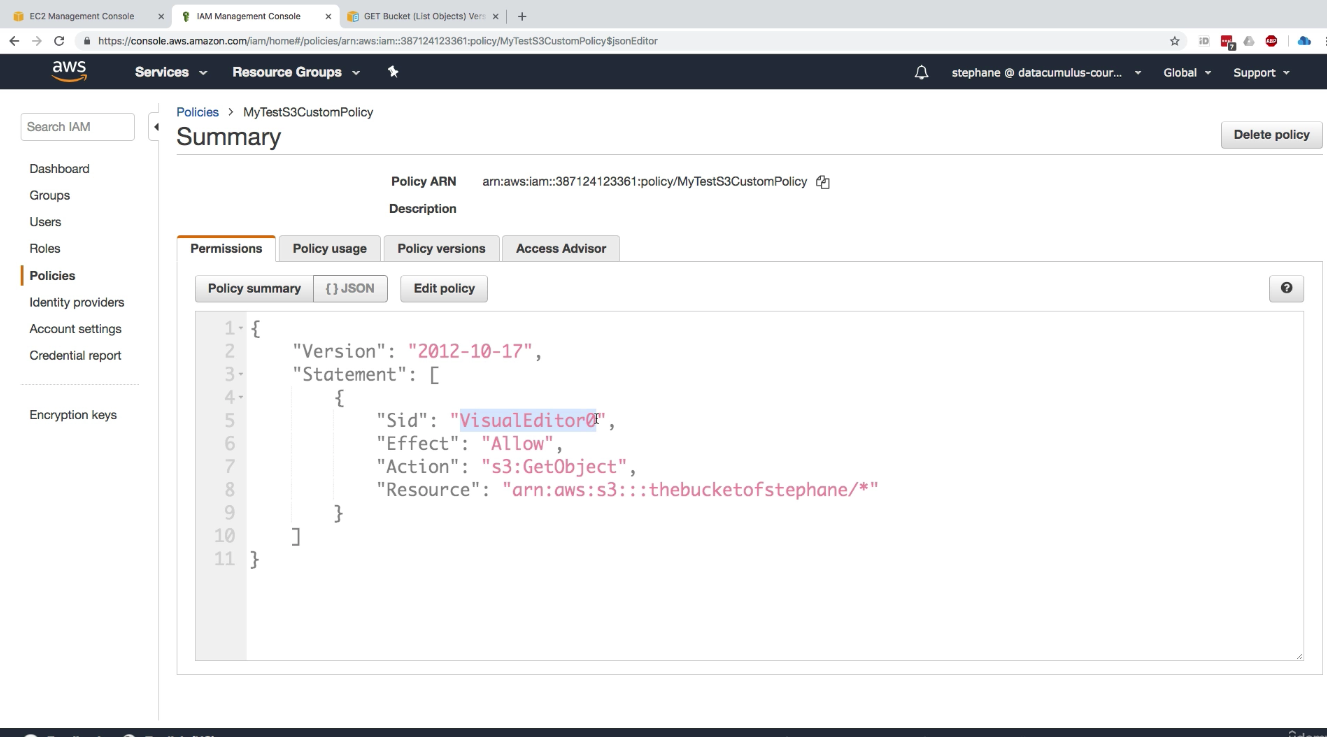 EC2 Management Console
IAM Management Console
GET Bucket (List Objects) Vers
https://console.aws.amazon.com/iam/home#/policies/arn:aws:iam::387124123361:policy/MyTestS3CustomPolicy$jsonEditor
iD
ABP
aws
Services
Resource Groups
stephane @ datacumulus-cour...
Global
Support
Search IAM
Dashboard
Groups
Users
Roles
Policies
Identity providers
Account settings
Credential report
Encryption keys
Policies > MyTestS3CustomPolicy
Summary
Delete policy
Policy ARN arn:aws:iam::387124123361:policy/MyTestS3CustomPolicy
Description
Permissions Policy usage Policy versions Access Advisor
Policy summary { } JSON Edit policy ?
1 {
2 "Version": "2012-10-17",
3 "Statement": [
4 {
5 "Sid": "VisualEditor0",
6 "Effect": "Allow",
7 "Action": "s3:GetObject",
8 "Resource": "arn:aws:s3:::thebucketofstephane/*"
9 }
10 ]
11 }